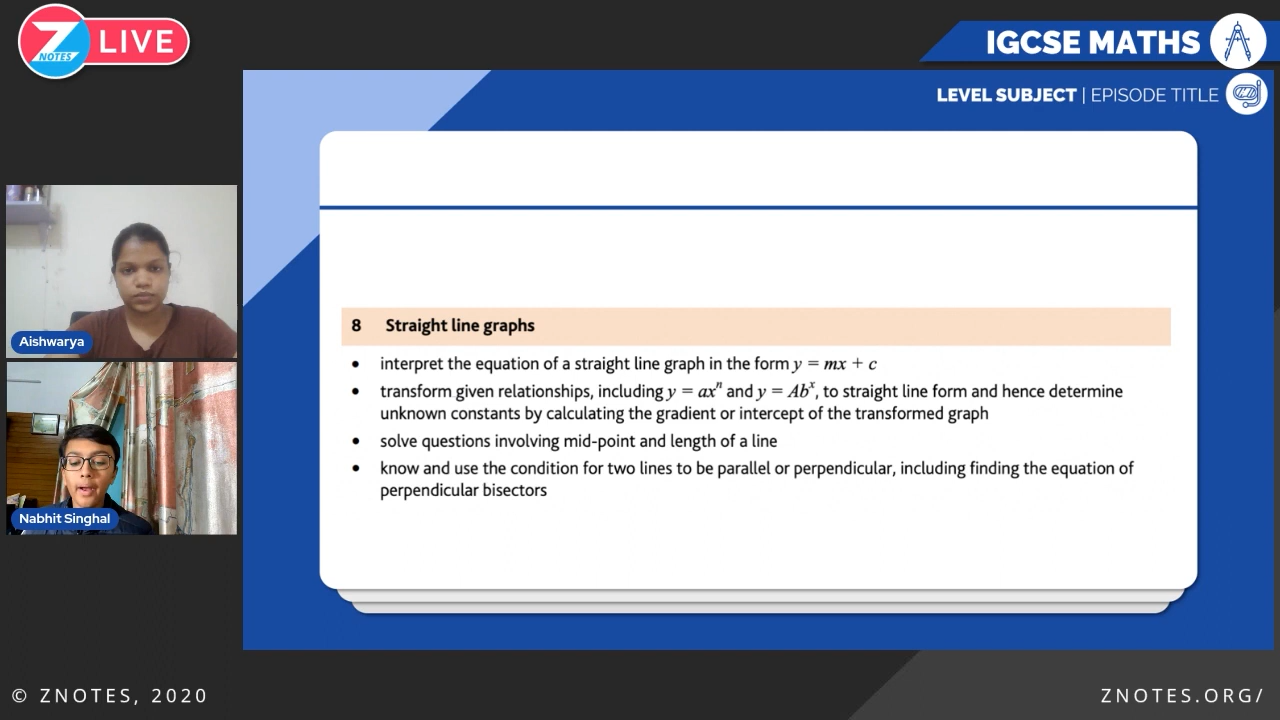 Z
NOTES
LIVE
IGCSE MATHS
LEVEL SUBJECT | EPISODE TITLE
Aishwarya
Nabhit Singhal
8 Straight line graphs
• interpret the equation of a straight line graph in the form y = mx + c
• transform given relationships, including y = axⁿ and y = Abˣ, to straight line form and hence determine
unknown constants by calculating the gradient or intercept of the transformed graph
• solve questions involving mid-point and length of a line
• know and use the condition for two lines to be parallel or perpendicular, including finding the equation of
perpendicular bisectors
© ZNOTES, 2020
ZNOTES.ORG/